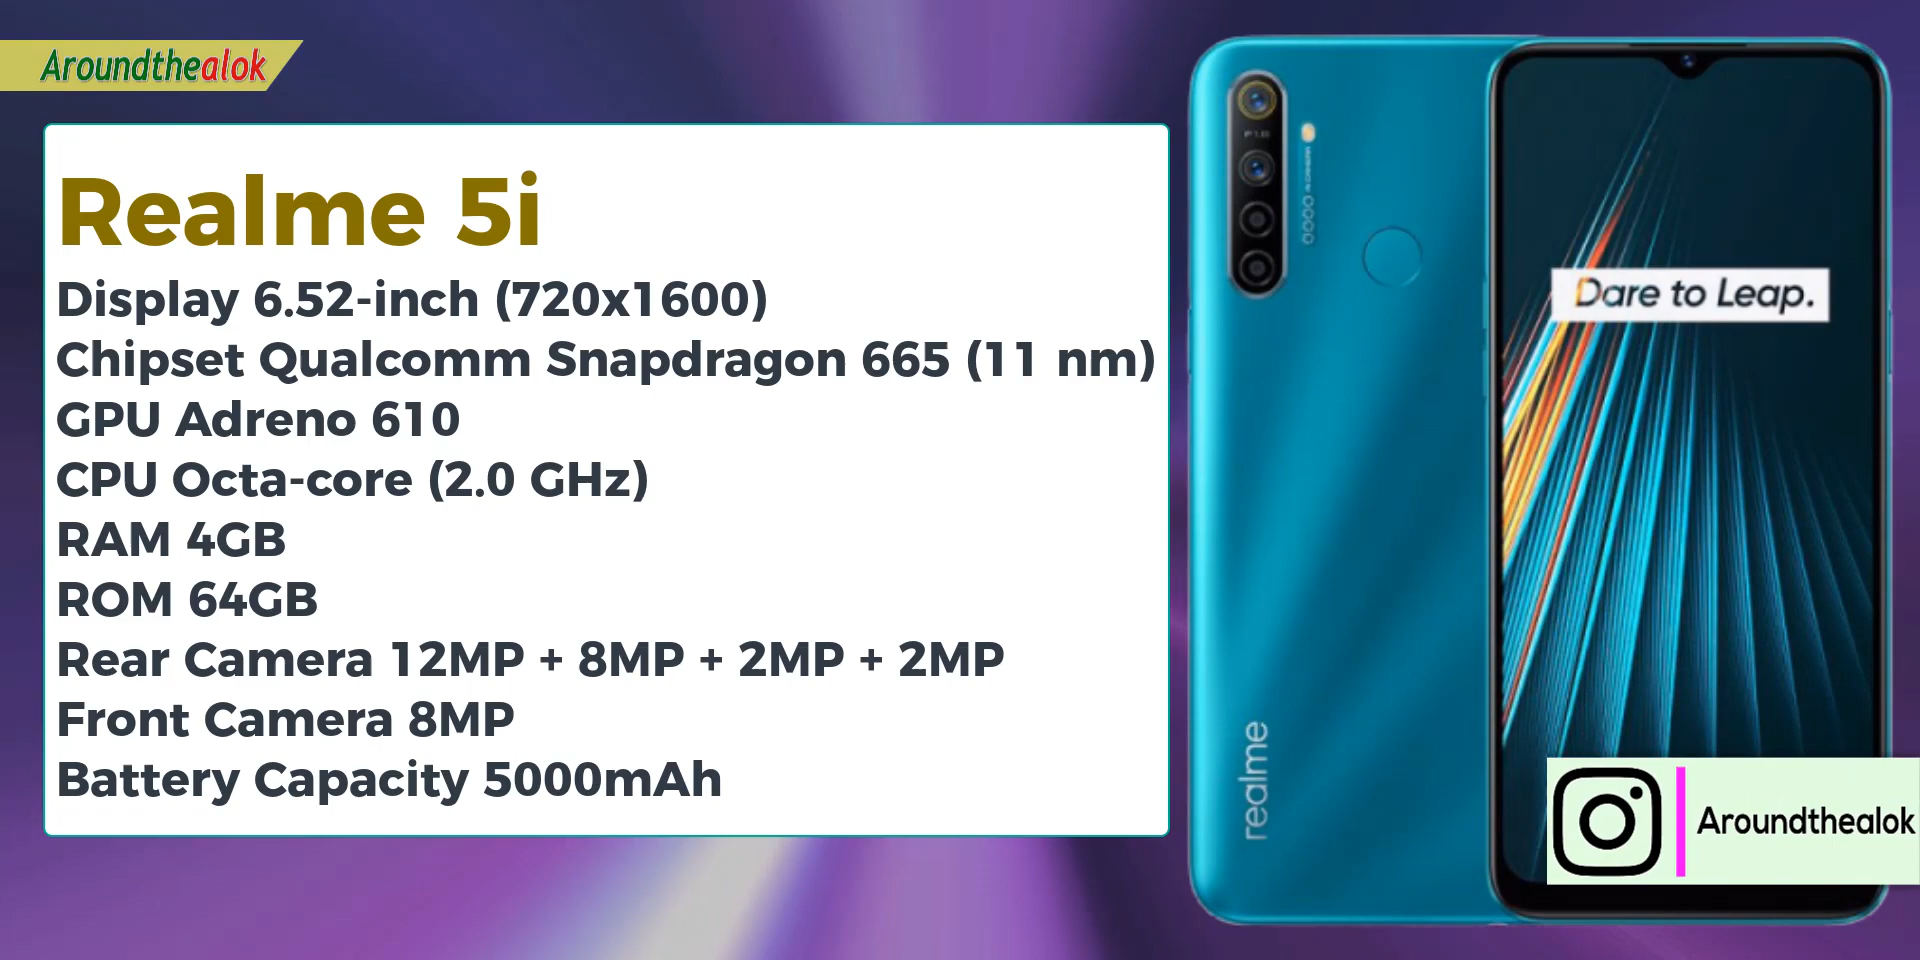 Aroundthealok
Realme 5i
Display 6.52-inch (720x1600)
Chipset Qualcomm Snapdragon 665 (11 nm)
GPU Adreno 610
CPU Octa-core (2.0 GHz)
RAM 4GB
ROM 64GB
Rear Camera 12MP + 8MP + 2MP + 2MP
Front Camera 8MP
Battery Capacity 5000mAh
realme
Dare to Leap.
Aroundthealok